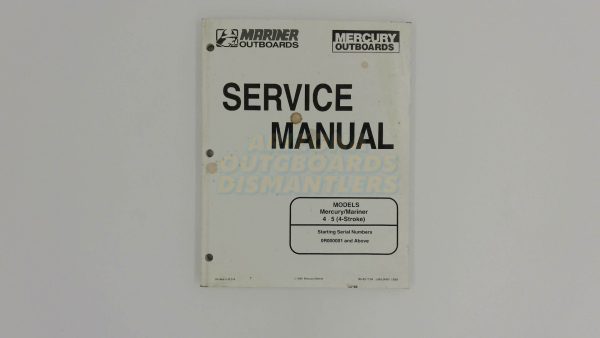 MARINER
OUTBOARDS
MERCURY
OUTBOARDS
SERVICE
MANUAL
OUTGBOARDS
DISMANTLERS
MODELS
Mercury/Mariner
4 5 (4-Stroke)
Starting Serial Numbers
0R000001 and Above